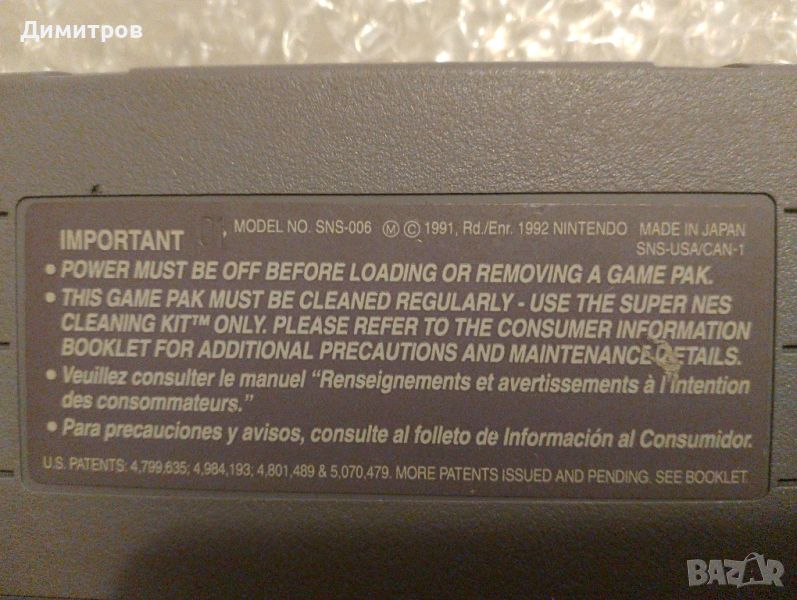 Димитров
IMPORTANT 01 MODEL NO. SNS-006 Ⓜ © 1991, Rd./Enr. 1992 NINTENDO MADE IN JAPAN
SNS-USA/CAN-1
• POWER MUST BE OFF BEFORE LOADING OR REMOVING A GAME PAK.
• THIS GAME PAK MUST BE CLEANED REGULARLY - USE THE SUPER NES
CLEANING KIT™ ONLY. PLEASE REFER TO THE CONSUMER INFORMATION
BOOKLET FOR ADDITIONAL PRECAUTIONS AND MAINTENANCE DETAILS.
• Veuillez consulter le manuel “Renseignements et avertissements à l'intention
des consommateurs.”
• Para precauciones y avisos, consulte al folleto de Información al Consumidor.
U.S. PATENTS: 4,799,635; 4,984,193; 4,801,489 & 5,070,479. MORE PATENTS ISSUED AND PENDING. SEE BOOKLET
BAZAR